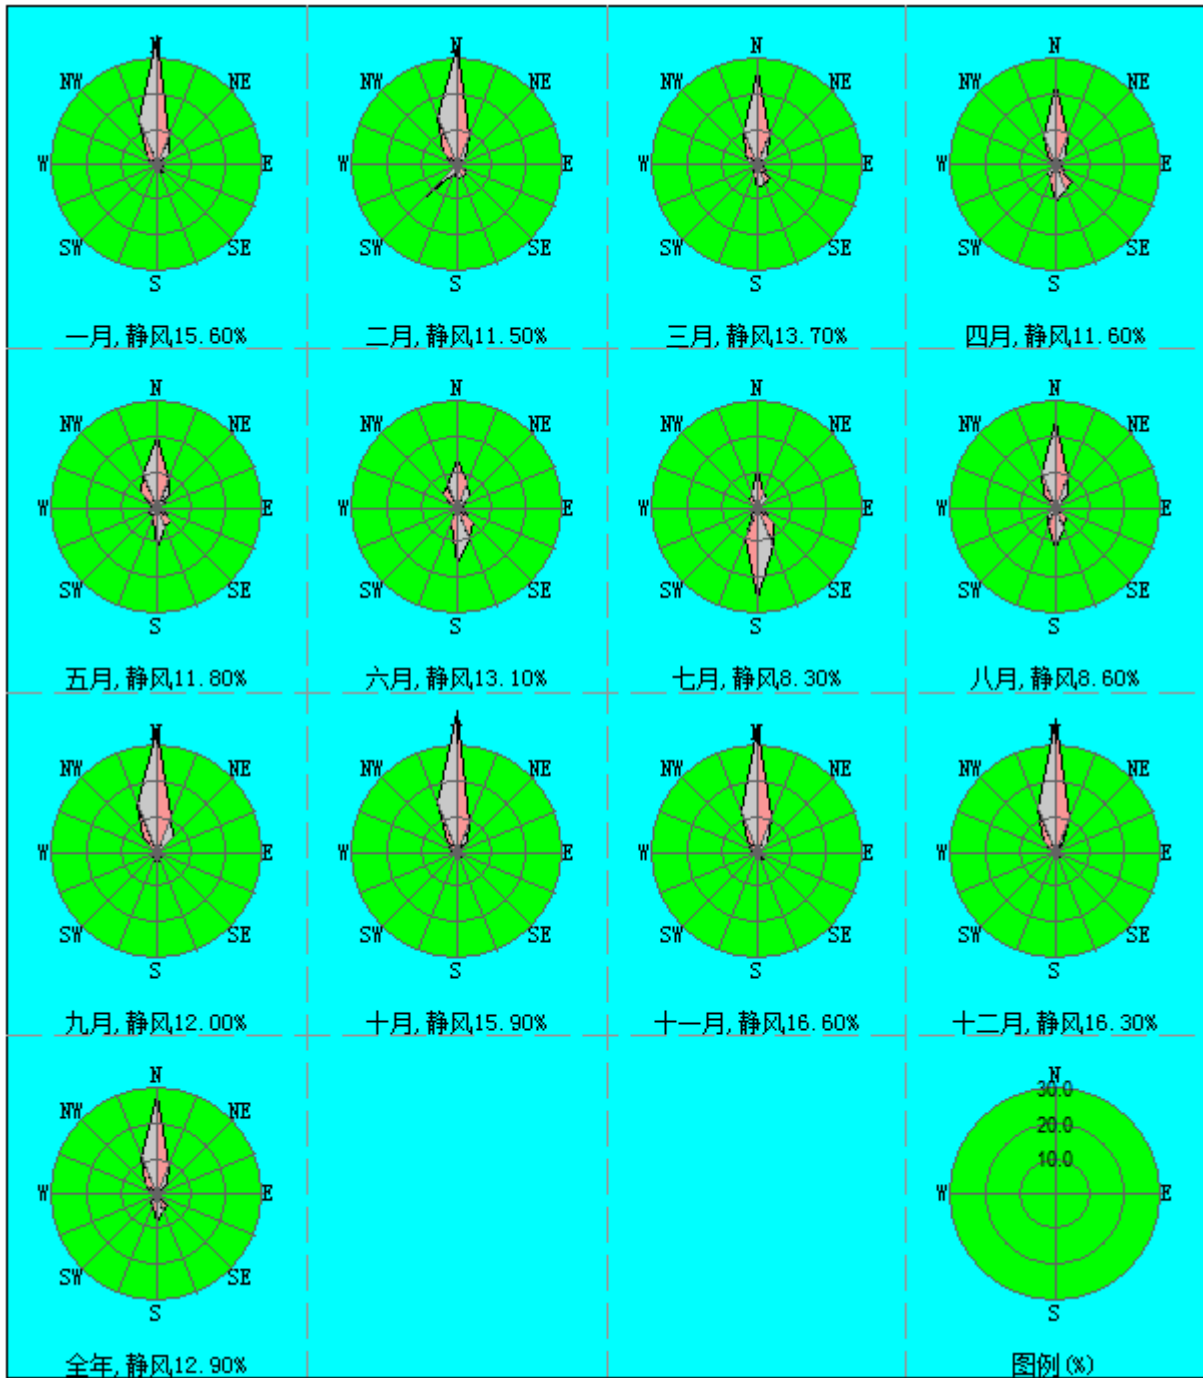 N
NW NE
W E
SW SE
S
一月,静风15.60%
N
NW NE
W E
SW SE
S
二月,静风11.50%
N
NW NE
W E
SW SE
S
三月,静风13.70%
N
NW NE
W E
SW SE
S
四月,静风11.60%
N
NW NE
W E
SW SE
S
五月,静风11.80%
N
NW NE
W E
SW SE
S
六月,静风13.10%
N
NW NE
W E
SW SE
S
七月,静风8.30%
N
NW NE
W E
SW SE
S
八月,静风8.60%
N
NW NE
W E
SW SE
S
九月,静风12.00%
NW NE
W E
SW SE
S
十月,静风15.90%
N
NW NE
W E
SW SE
S
十一月,静风16.60%
N
NW NE
W E
SW SE
S
十二月,静风16.30%
N
NW NE
W E
SW SE
S
全年,静风12.90%
N
30.0
20.0
10.0
W E
S
图例(%)